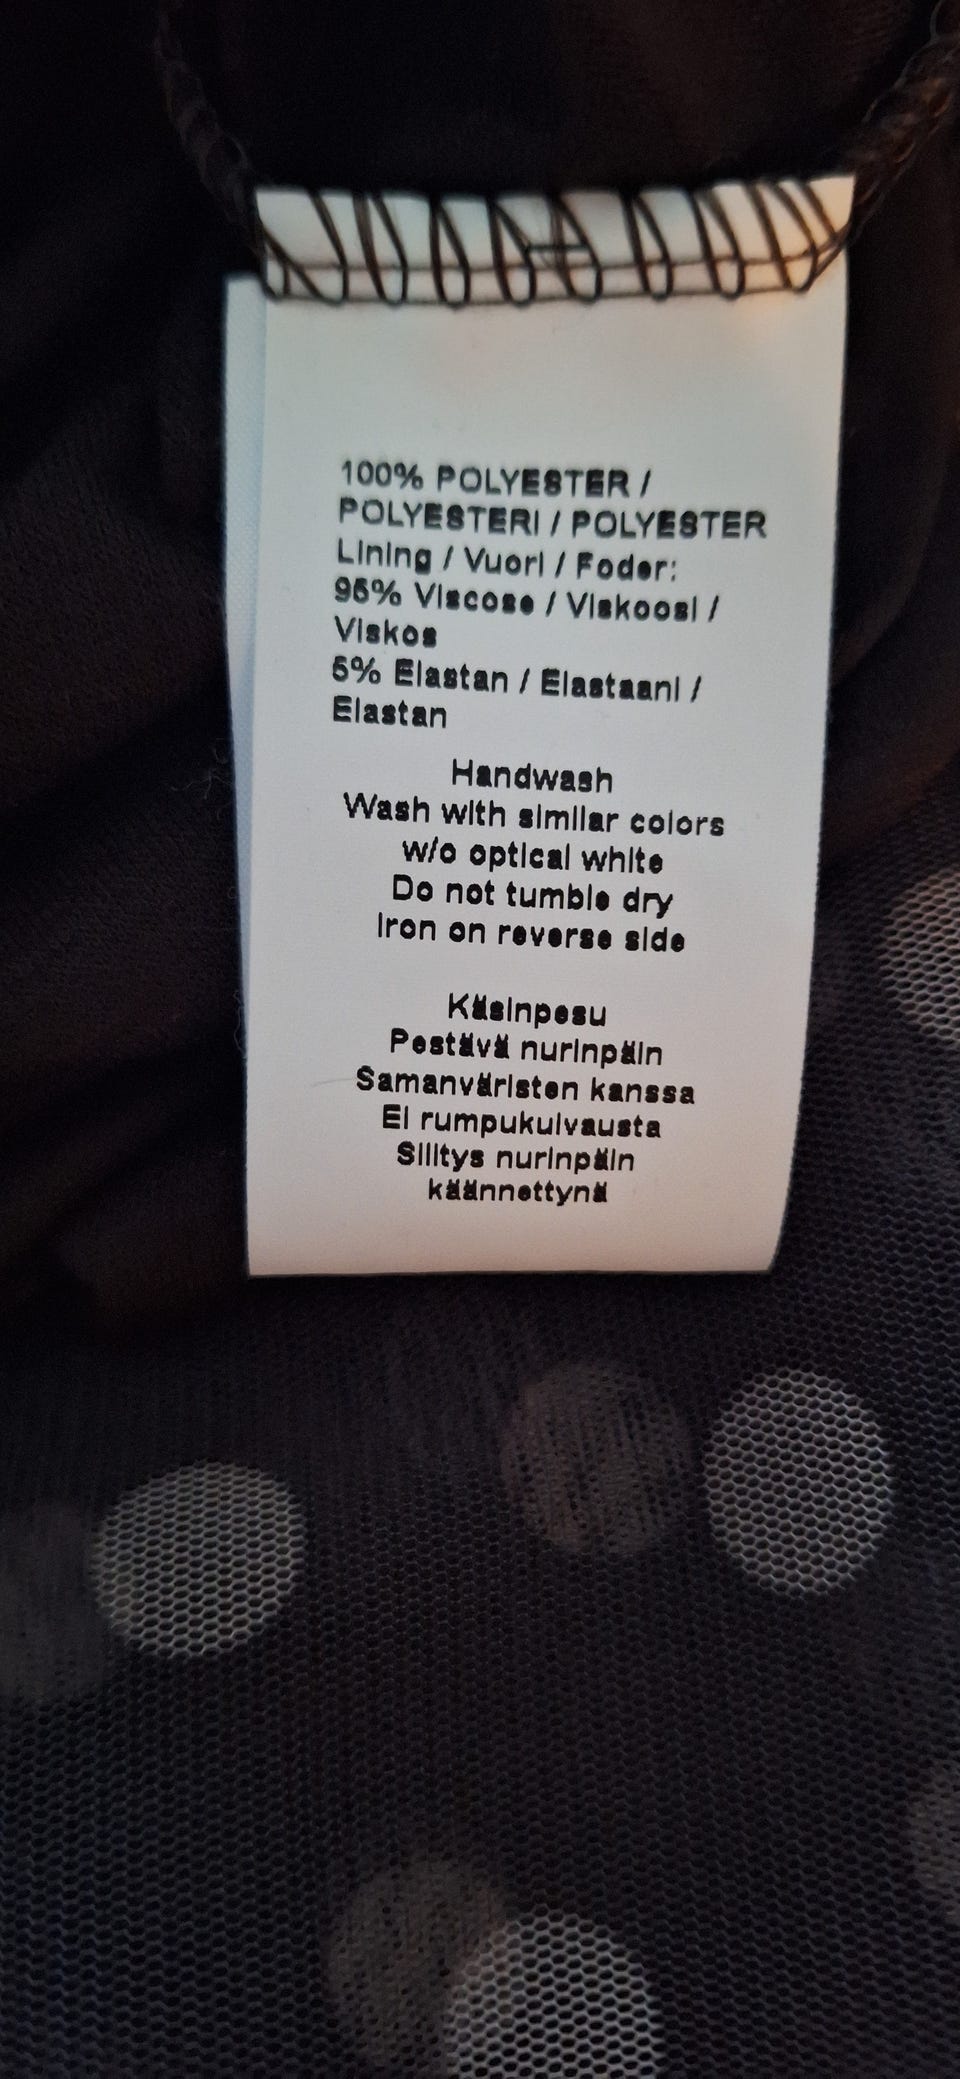 100% POLYESTER /
POLYESTERI / POLYESTER
Lining / Vuori / Foder:
95% Viscose / Viskoosi /
Viskos
5% Elastan / Elastaani /
Elastan
Handwash
Wash with similar colors
w/o optical white
Do not tumble dry
Iron on reverse side
Käsinpesu
Pestävä nurinpäin
Samanväristen kanssa
Ei rumpukuivausta
Silitys nurinpäin
käännettynä